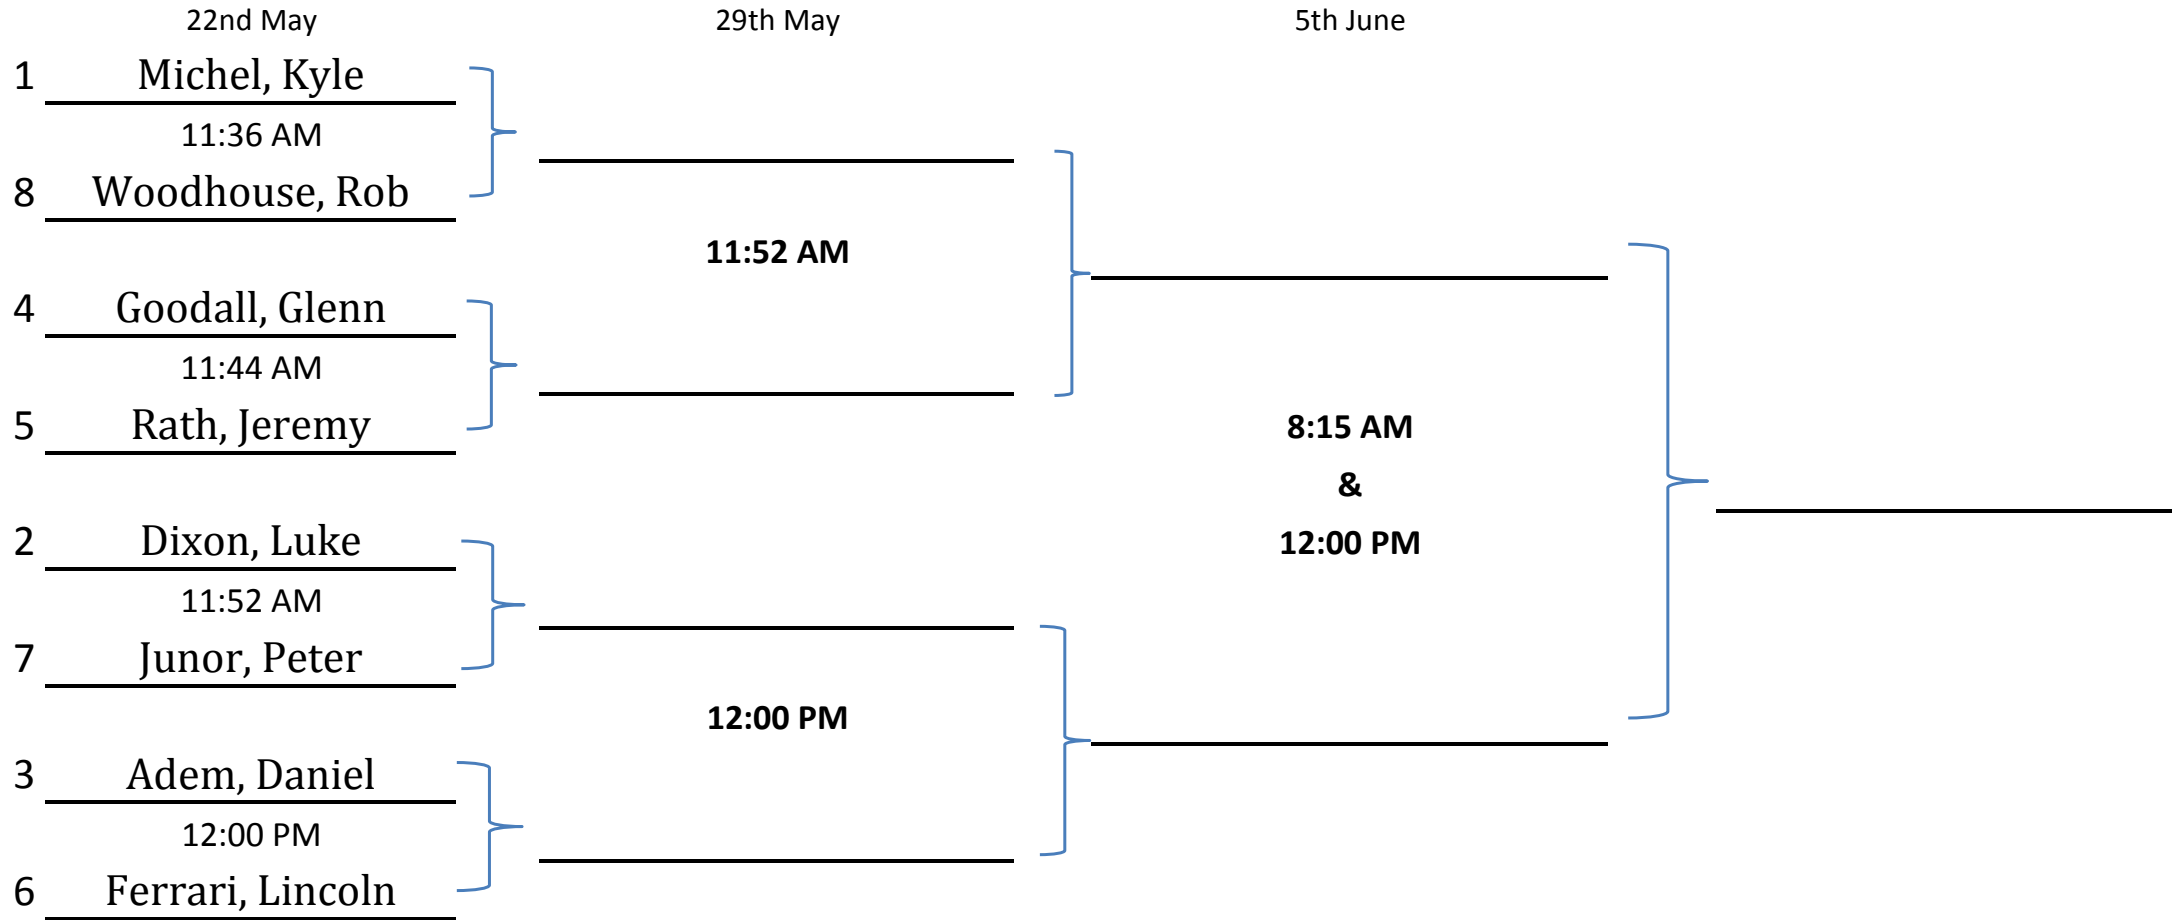 22nd May
29th May
5th June
1 Michel, Kyle
11:36 AM
8 Woodhouse, Rob
11:52 AM
4 Goodall, Glenn
11:44 AM
5 Rath, Jeremy
8:15 AM
&
12:00 PM
2 Dixon, Luke
11:52 AM
7 Junor, Peter
12:00 PM
3 Adem, Daniel
12:00 PM
6 Ferrari, Lincoln